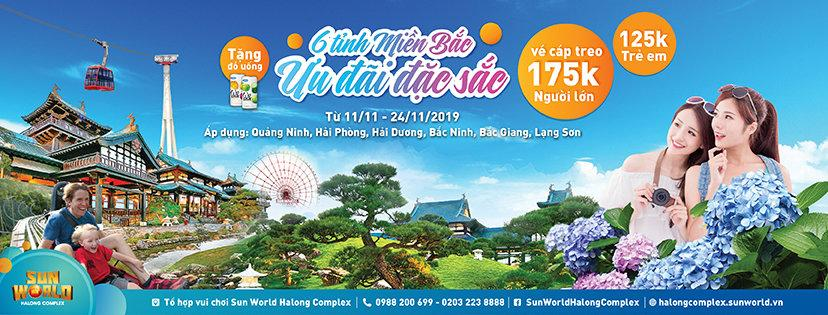 Tặng
đồ uống
6 tỉnh Miền Bắc
Ưu đãi đặc sắc
vé cáp treo
175k
Người lớn
125k
Trẻ em
Từ 11/11 - 24/11/2019
Áp dụng: Quảng Ninh, Hải Phòng, Hải Dương, Bắc Ninh, Bắc Giang, Lạng Sơn
SUN
WORLD
HALONG COMPLEX
Tổ hợp vui chơi Sun World Halong Complex | 0988 200 699 - 0203 223 8888 | SunWorldHalongComplex | halongcomplex.sunworld.vn